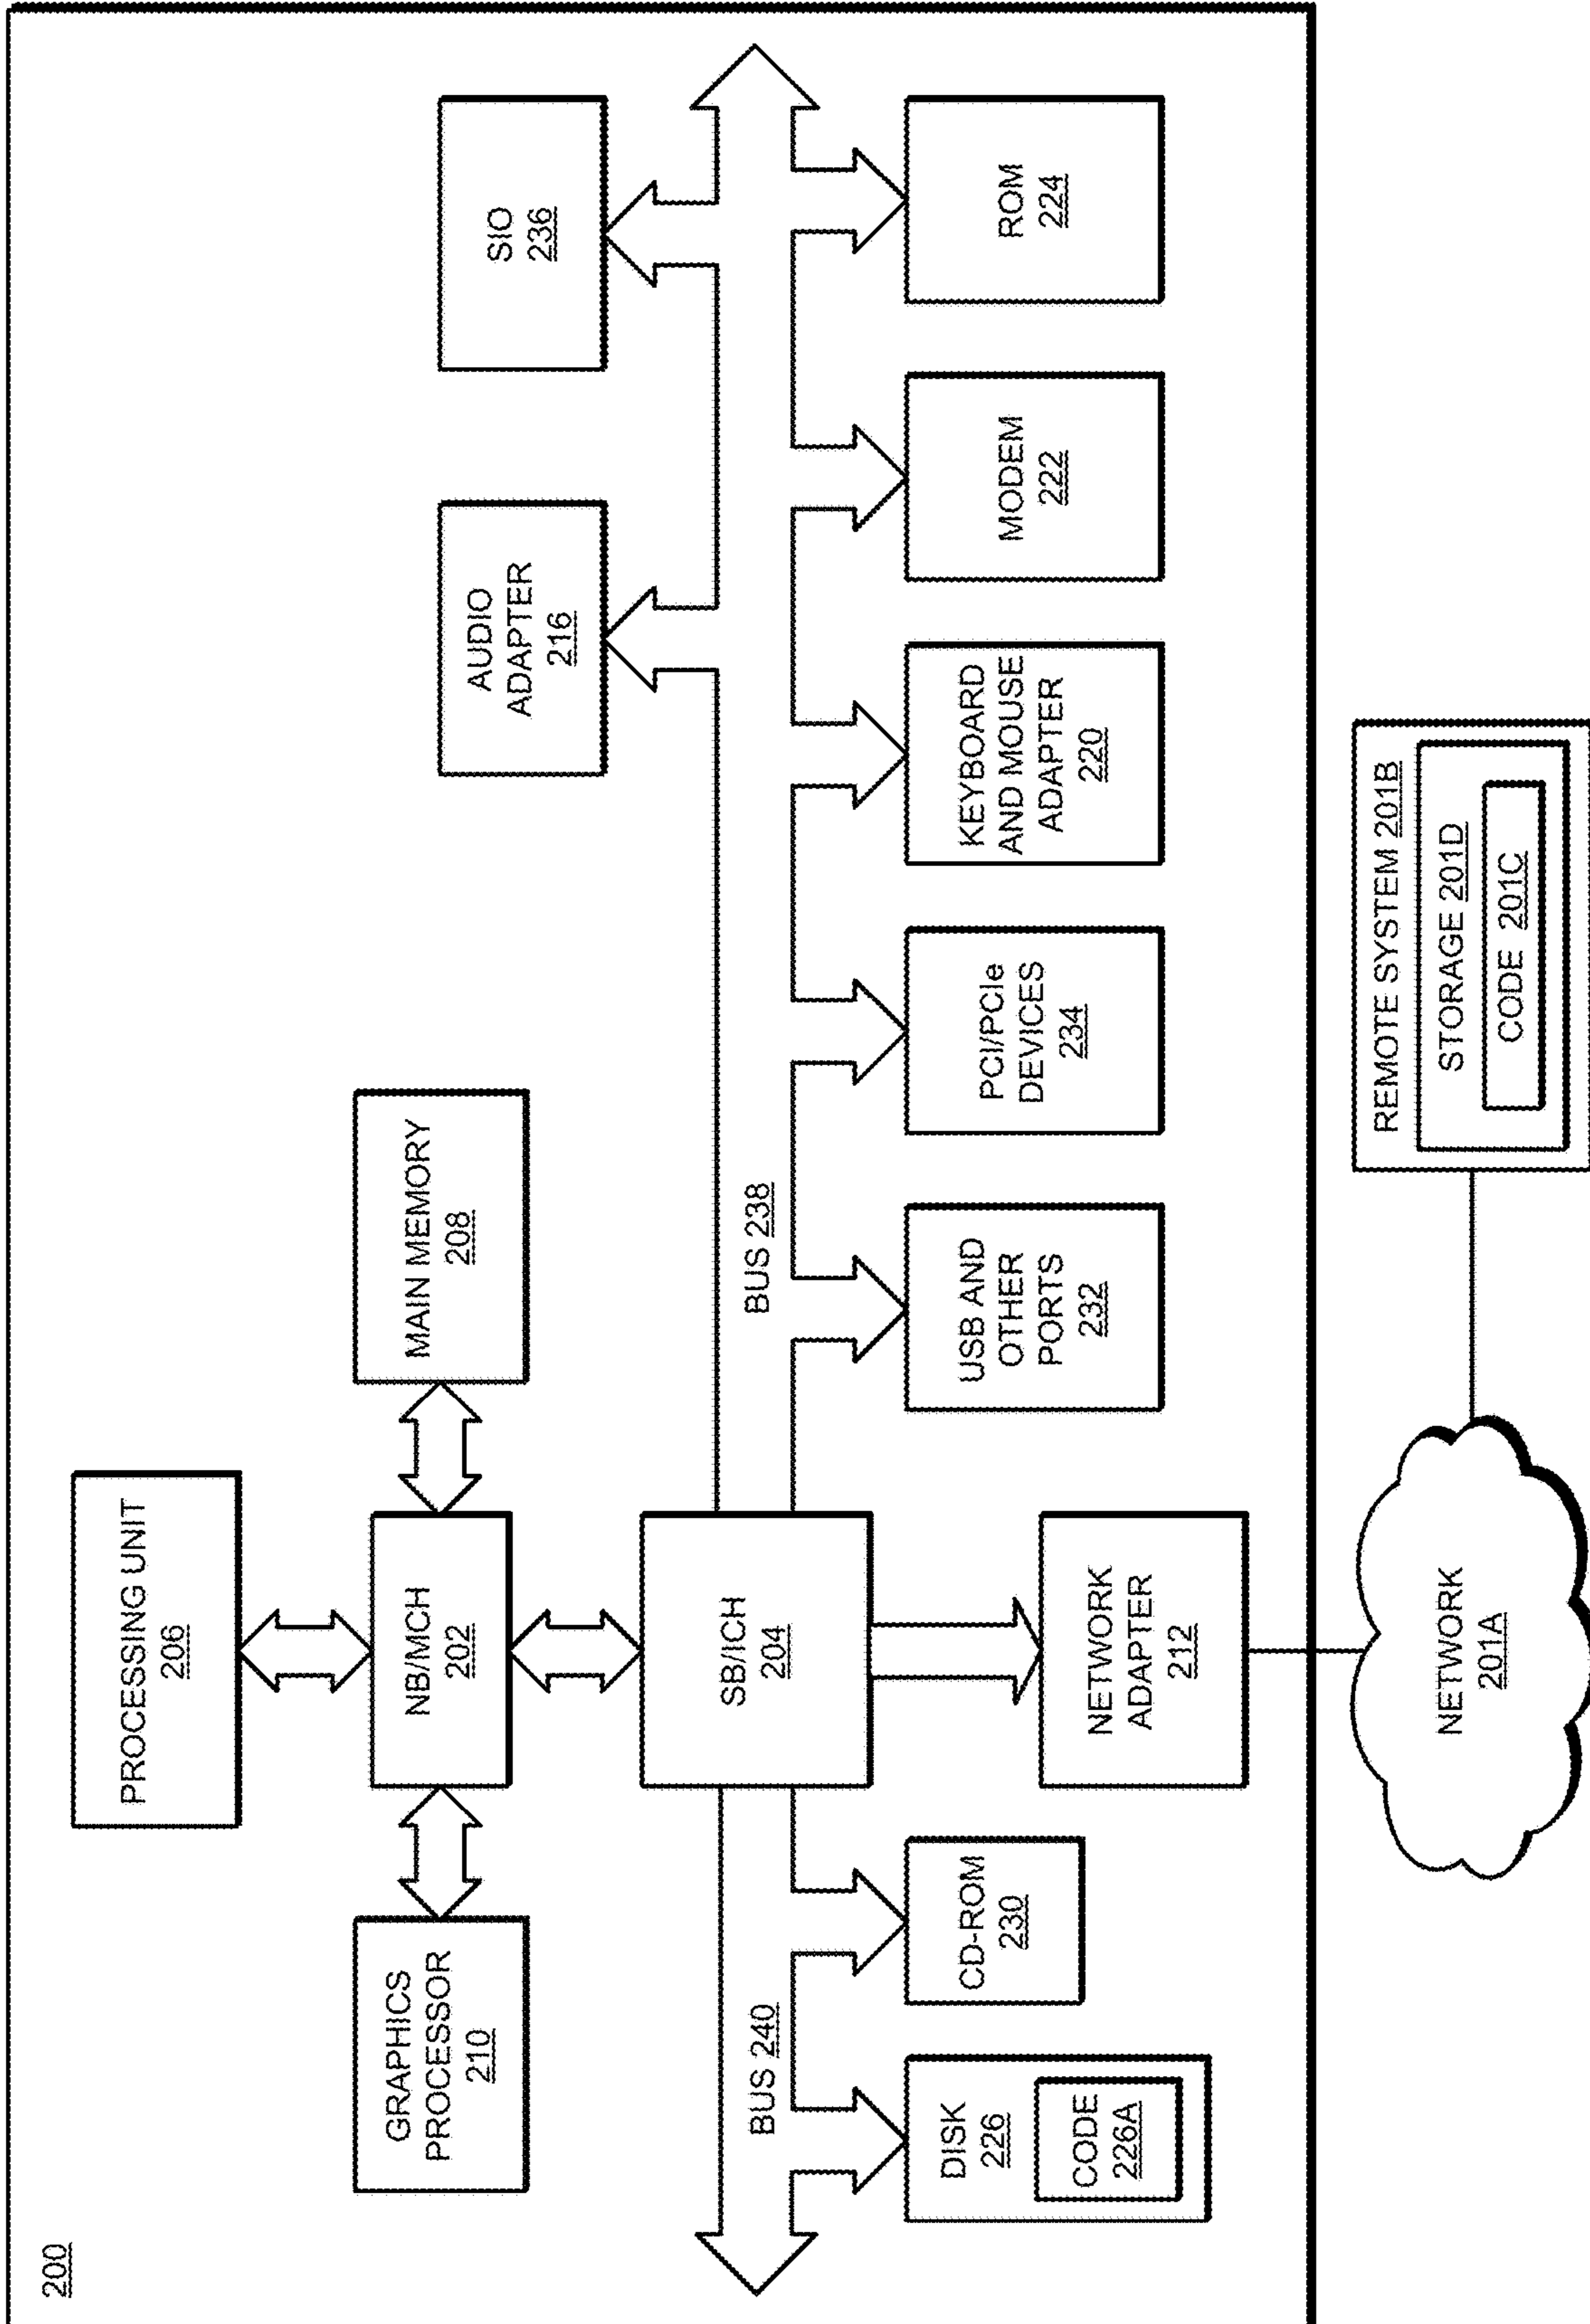 200
PROCESSING UNIT
206
GRAPHICS
PROCESSOR
210
NB/MCH
202
MAIN MEMORY
208
AUDIO
ADAPTER
216
SIO
236
SB/ICH
204
BUS 240
BUS 238
DISK
226
CODE
226A
CD-ROM
230
NETWORK
ADAPTER
212
USB AND
OTHER
PORTS
232
PCI/PCIe
DEVICES
234
KEYBOARD
AND MOUSE
ADAPTER
220
MODEM
222
ROM
224
NETWORK
201A
REMOTE SYSTEM 201B
STORAGE 201D
CODE 201C